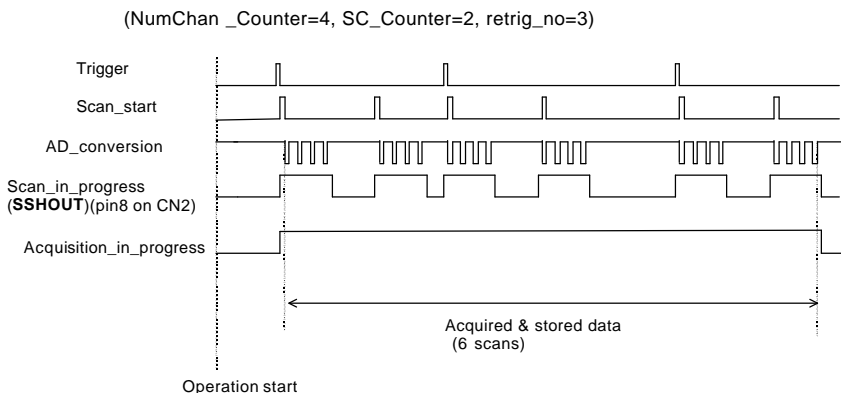 (NumChan _Counter=4, SC_Counter=2, retrig_no=3)
Trigger
Scan_start
AD_conversion
Scan_in_progress
(SSHOUT)(pin8 on CN2)
Acquisition_in_progress
Acquired & stored data
(6 scans)
Operation start